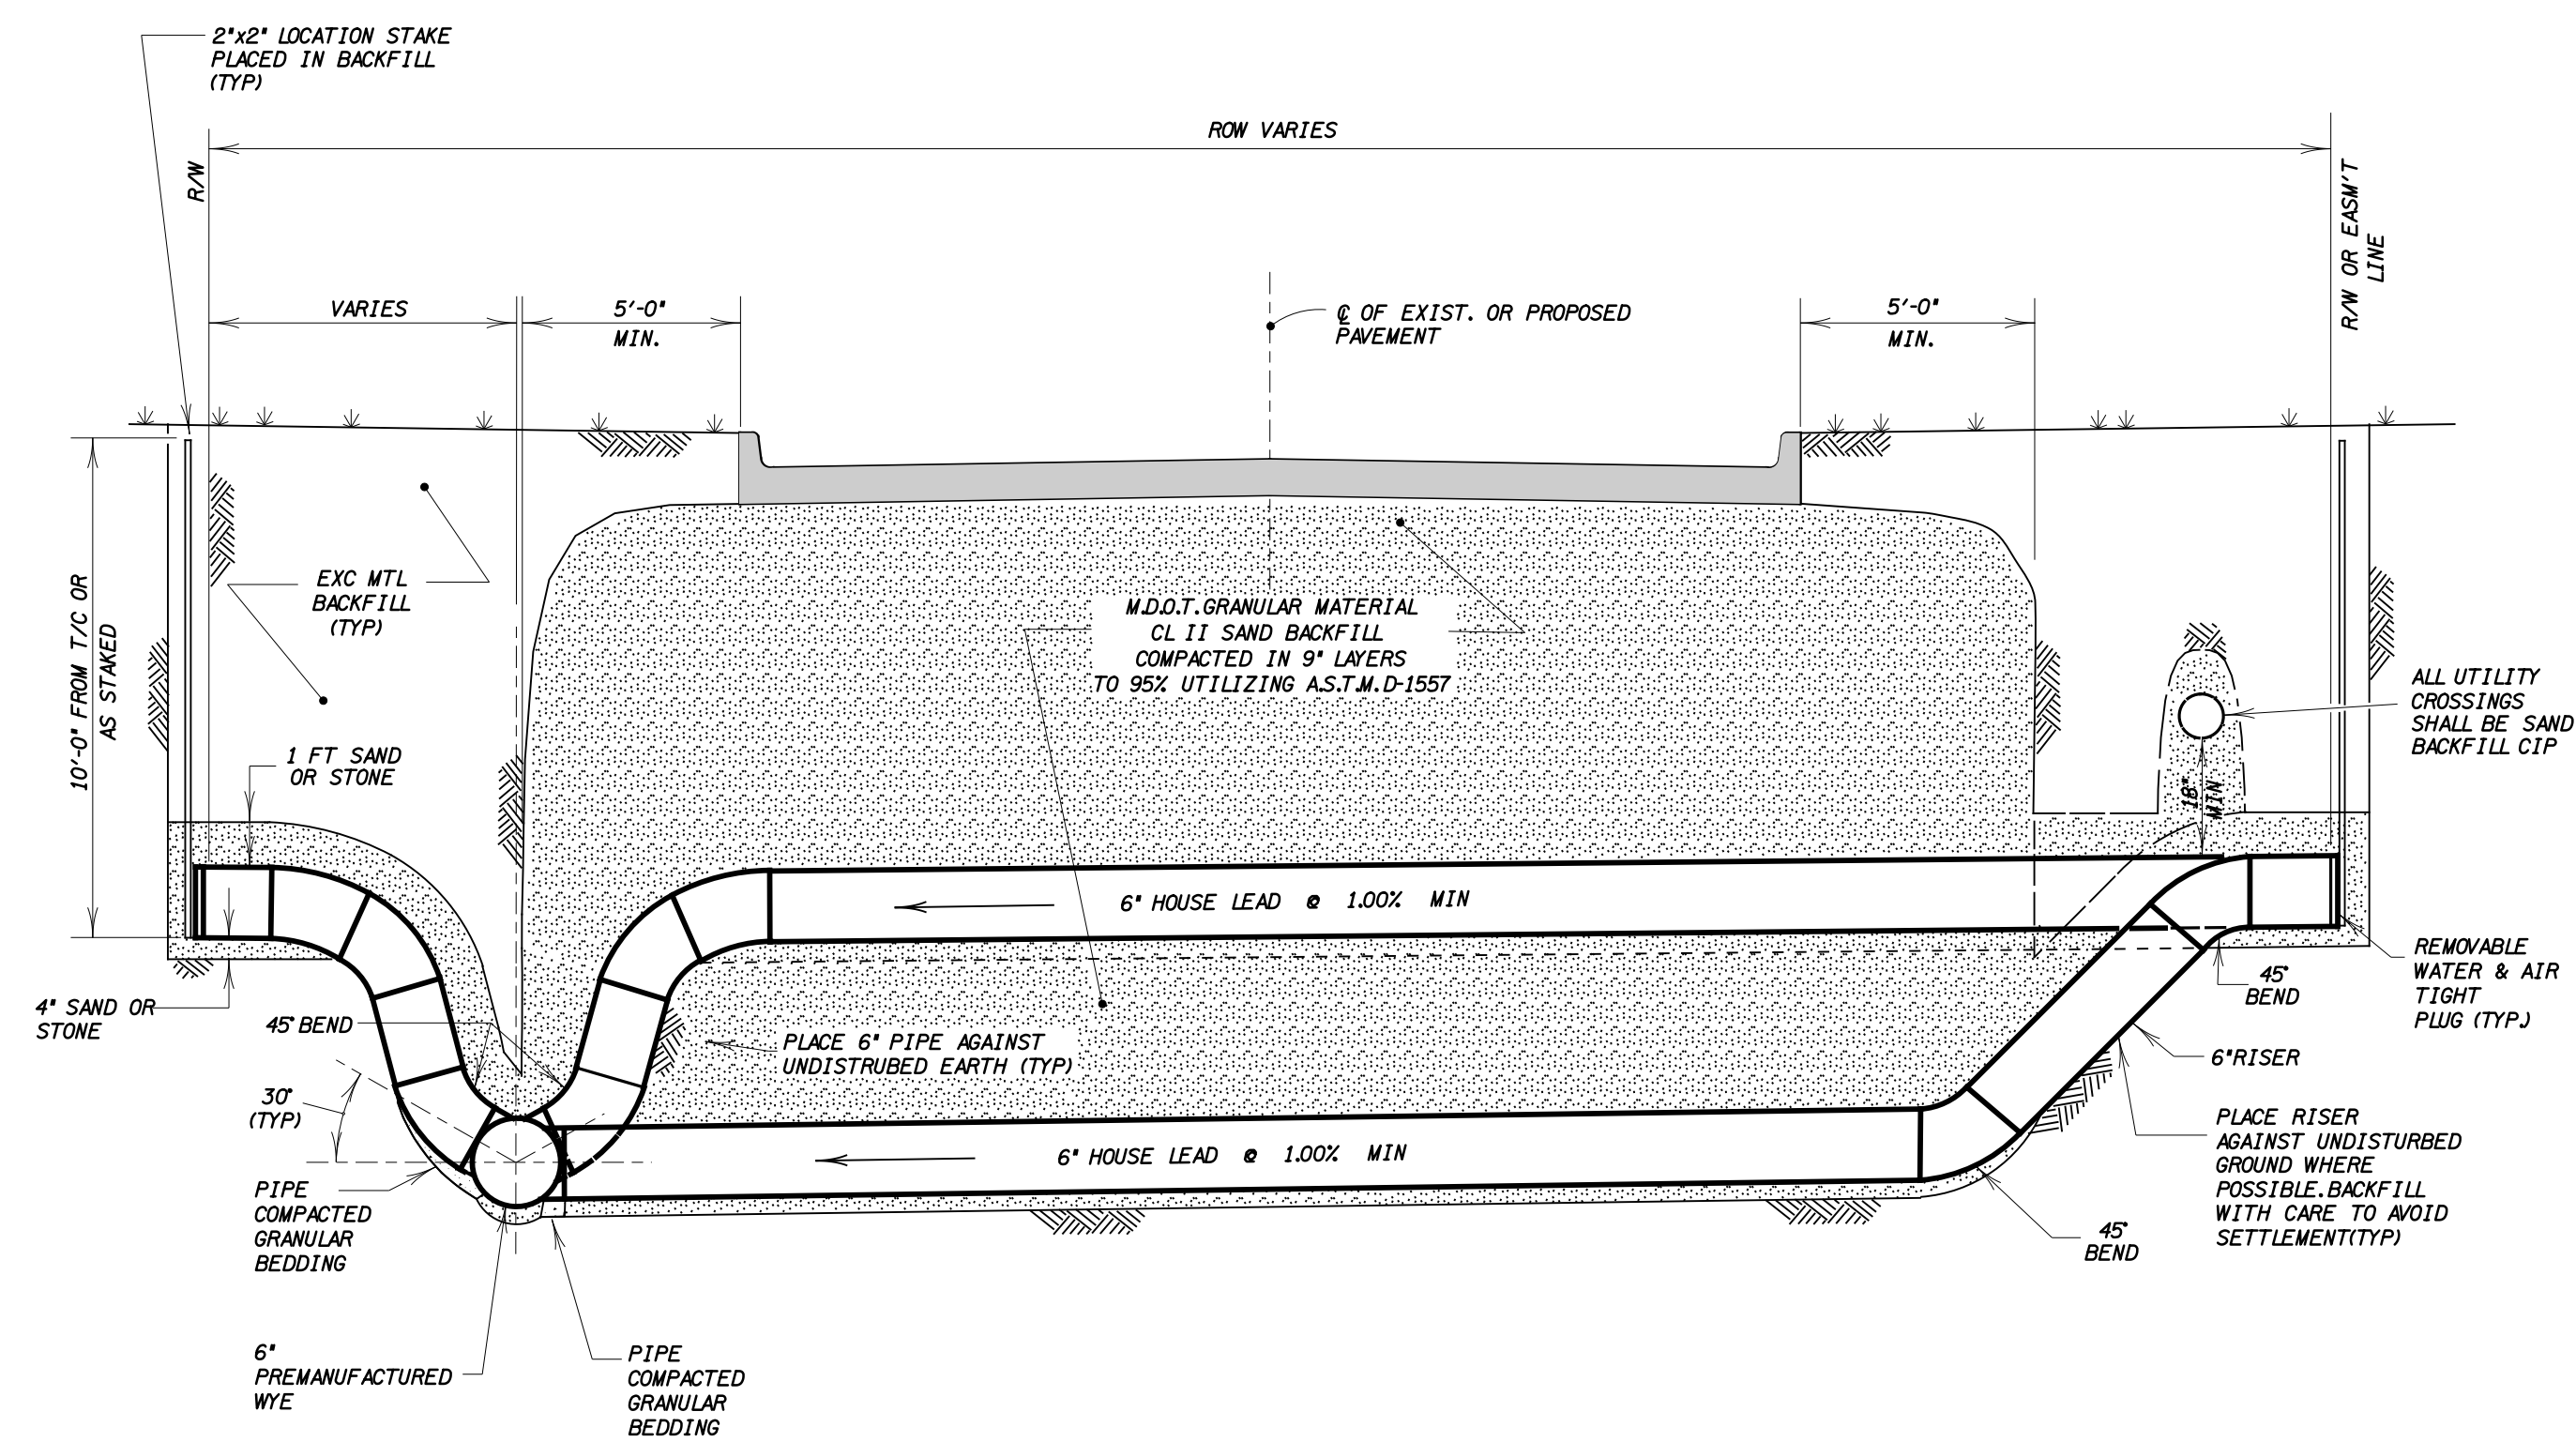 2"x2" LOCATION STAKE
PLACED IN BACKFILL
(TYP)
ROW VARIES
R/W
R/W OR EASM'T
LINE
VARIES
5'-0"
MIN.
℄ OF EXIST. OR PROPOSED
PAVEMENT
5'-0"
MIN.
10'-0" FROM T/C OR
AS STAKED
EXC MTL
BACKFILL
(TYP)
M.D.O.T. GRANULAR MATERIAL
CL II SAND BACKFILL
COMPACTED IN 9" LAYERS
TO 95% UTILIZING A.S.T.M. D-1557
ALL UTILITY
CROSSINGS
SHALL BE SAND
BACKFILL CIP
1 FT SAND
OR STONE
18"
MIN
6" HOUSE LEAD @ 1.00% MIN
4" SAND OR
STONE
45° BEND
PLACE 6" PIPE AGAINST
UNDISTRUBED EARTH (TYP)
45°
BEND
REMOVABLE
WATER & AIR
TIGHT
PLUG (TYP.)
6" RISER
30°
(TYP)
6" HOUSE LEAD @ 1.00% MIN
PLACE RISER
AGAINST UNDISTURBED
GROUND WHERE
POSSIBLE. BACKFILL
WITH CARE TO AVOID
SETTLEMENT(TYP)
PIPE
COMPACTED
GRANULAR
BEDDING
45°
BEND
6"
PREMANUFACTURED
WYE
PIPE
COMPACTED
GRANULAR
BEDDING